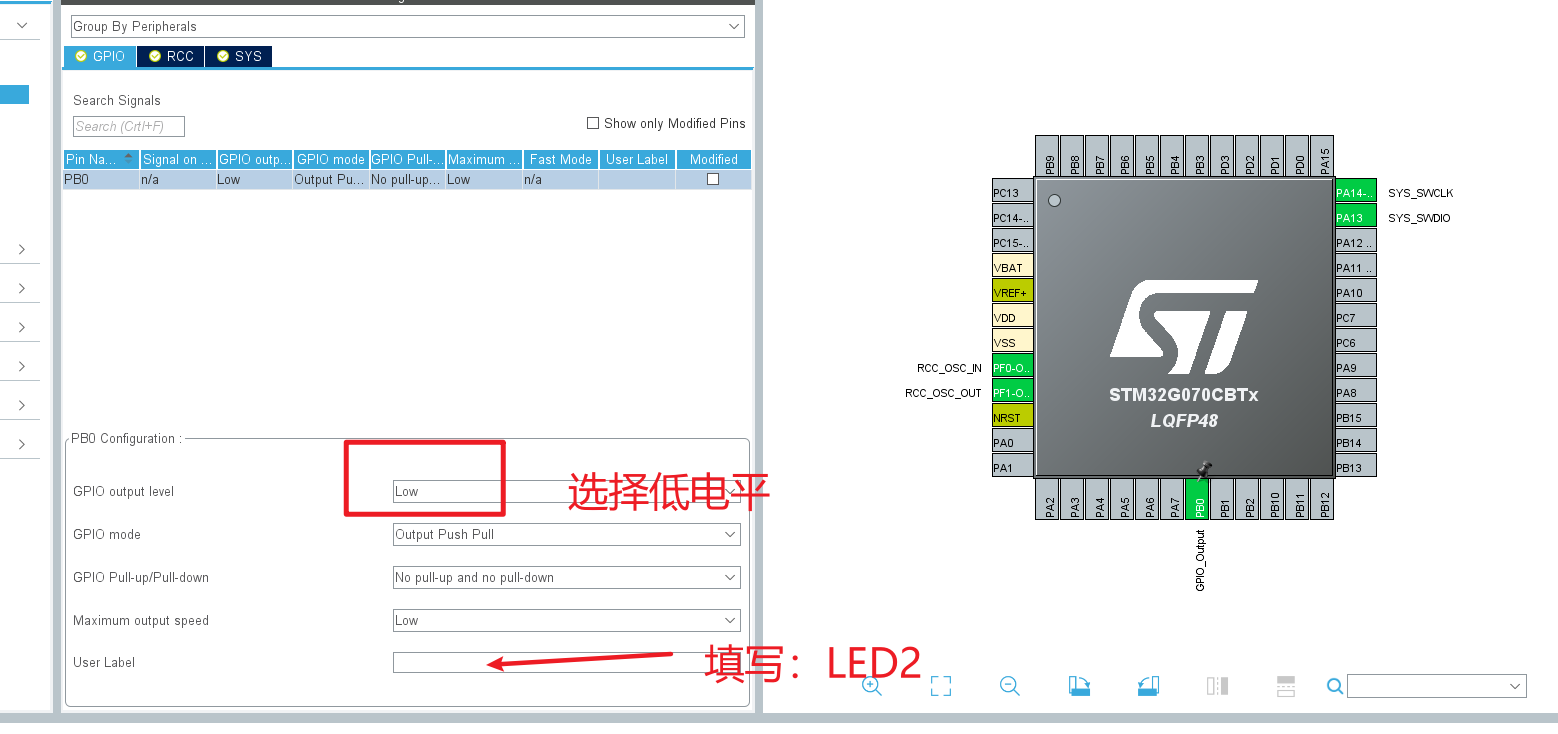 Group By Peripherals
GPIO RCC SYS
Search Signals
Search (Crtl+F)
Show only Modified Pins
Pin Na... Signal on ... GPIO outp... GPIO mode GPIO Pull-... Maximum ... Fast Mode User Label Modified
PB0 n/a Low Output Pu... No pull-up... Low n/a
PB0 Configuration :
GPIO output level Low
选择低电平
GPIO mode Output Push Pull
GPIO Pull-up/Pull-down No pull-up and no pull-down
Maximum output speed Low
User Label
填写：LED2
PB9 PB8 PB7 PB6 PB5 PB4 PB3 PD3 PD2 PD1 PD0 PA15
PC13
PC14-..
PC15-..
VBAT
VREF+
VDD
VSS
RCC_OSC_IN PF0-O..
RCC_OSC_OUT PF1-O..
NRST
PA0
PA1
ST
STM32G070CBTx
LQFP48
PA14-.. SYS_SWCLK
PA13 SYS_SWDIO
PA12 ..
PA11 ..
PA10
PC7
PC6
PA9
PA8
PB15
PB14
PB13
PA2 PA3 PA4 PA5 PA6 PA7 PB0 PB1 PB2 PB10 PB11 PB12
GPIO_Output